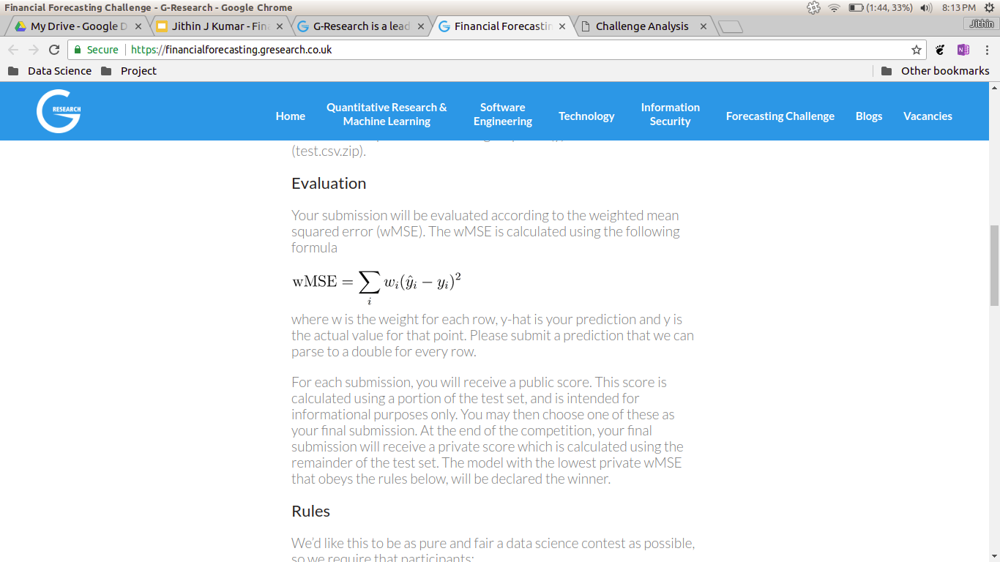 Financial Forecasting Challenge - G-Research - Google Chrome
(1:44, 33%) 8:13 PM
My Drive - Google D
Jithin J Kumar - Fin
G-Research is a lead
Financial Forecastin
Challenge Analysis
Jithin
Secure https://financialforecasting.gresearch.co.uk
Data Science Project Other bookmarks
G RESEARCH
Home
Quantitative Research &
Machine Learning
Software
Engineering
Technology
Information
Security
Forecasting Challenge
Blogs
Vacancies
(test.csv.zip).
Evaluation
Your submission will be evaluated according to the weighted mean
squared error (wMSE). The wMSE is calculated using the following
formula
wMSE = ∑_i w_i(ŷ_i − y_i)²
where w is the weight for each row, y-hat is your prediction and y is
the actual value for that point. Please submit a prediction that we can
parse to a double for every row.
For each submission, you will receive a public score. This score is
calculated using a portion of the test set, and is intended for
informational purposes only. You may then choose one of these as
your final submission. At the end of the competition, your final
submission will receive a private score which is calculated using the
remainder of the test set. The model with the lowest private wMSE
that obeys the rules below, will be declared the winner.
Rules
We'd like this to be as pure and fair a data science contest as possible,
so we require that participants: